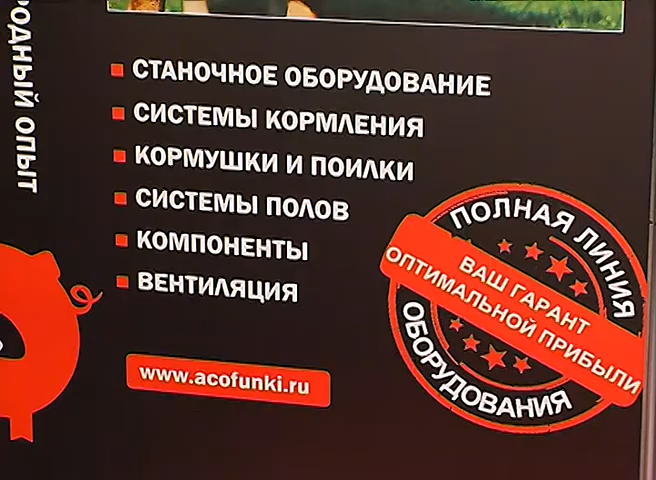 ОПЫТ
СТАНОЧНОЕ ОБОРУДОВАНИЕ
СИСТЕМЫ КОРМЛЕНИЯ
КОРМУШКИ И ПОИЛКИ
СИСТЕМЫ ПОЛОВ
КОМПОНЕНТЫ
ВЕНТИЛЯЦИЯ
www.acofunki.ru
ПОЛНАЯ ЛИНИЯ
ВАШ ГАРАНТ
ОПТИМАЛЬНОЙ ПРИБЫЛИ
ОБОРУДОВАНИЯ